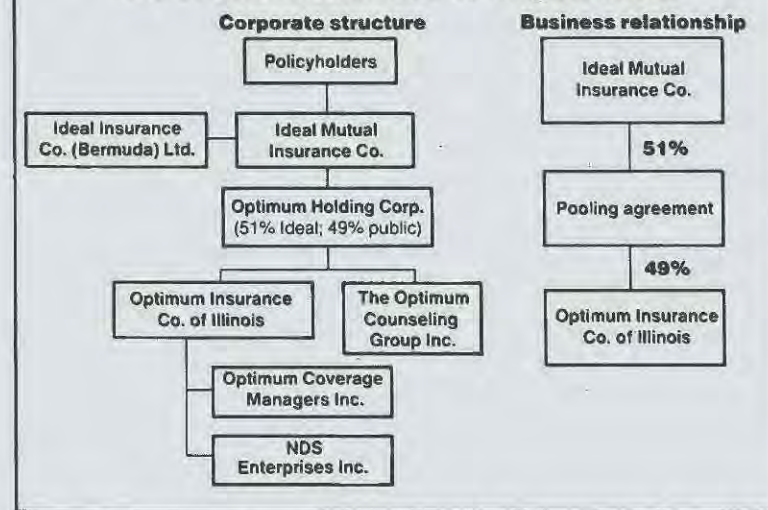 Corporate structure
Policyholders
Ideal Insurance
Co. (Bermuda) Ltd.
Ideal Mutual
Insurance Co.
Optimum Holding Corp.
(51% Ideal; 49% public)
Optimum Insurance
Co. of Illinois
The Optimum
Counseling
Group Inc.
Optimum Coverage
Managers Inc.
NDS
Enterprises Inc.
Business relationship
Ideal Mutual
Insurance Co.
51%
Pooling agreement
49%
Optimum Insurance
Co. of Illinois